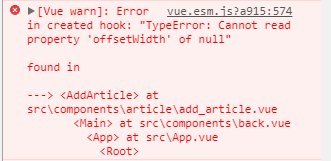 [Vue warn]: Error vue.esm.js?a915:574
in created hook: "TypeError: Cannot read
property 'offsetWidth' of null"
found in
---> <AddArticle> at
src\components\article\add_article.vue
<Main> at src\components\back.vue
<App> at src\App.vue
<Root>